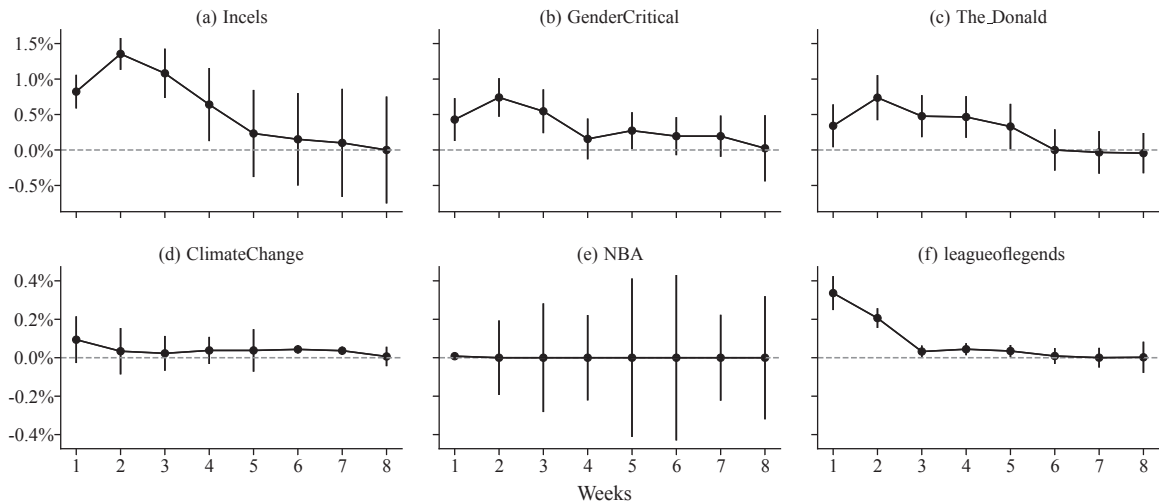 (a) Incels
(b) GenderCritical
(c) The_Donald
1.5%
1.0%
0.5%
0.0%
-0.5%
(d) ClimateChange
(e) NBA
(f) leagueoflegends
0.4%
0.2%
0.0%
-0.2%
-0.4%
1 2 3 4 5 6 7 8
1 2 3 4 5 6 7 8
1 2 3 4 5 6 7 8
Weeks